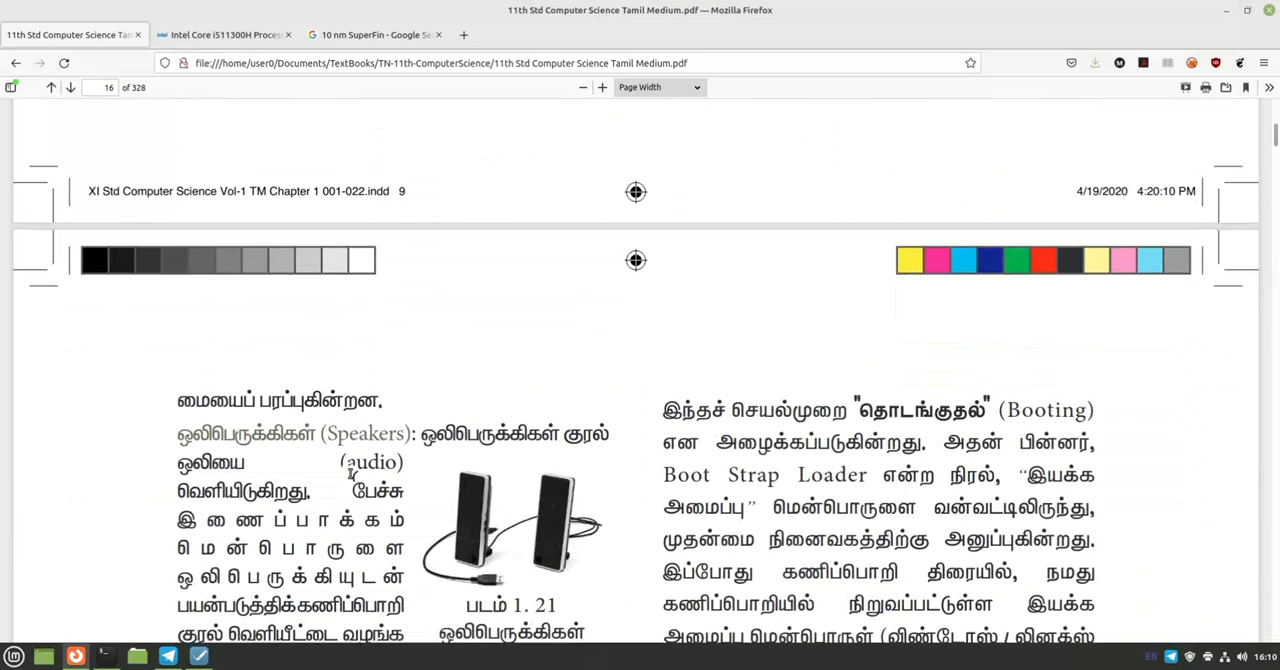 11th Std Computer Science Tamil Medium.pdf — Mozilla Firefox
11th Std Computer Science Tan
Intel Core i511300H Process
10 nm SuperFin - Google Se
file:///home/user0/Documents/TextBooks/TN-11th-ComputerScience/11th Std Computer Science Tamil Medium.pdf
16 of 328
Page Width
XI Std Computer Science Vol-1 TM Chapter 1 001-022.indd 9
4/19/2020 4:20:10 PM
மையைப் பரப்புகின்றன.
ஒலிபெருக்கிகள் (Speakers): ஒலிபெருக்கிகள் குரல்
ஒலியை (audio)
வெளியிடுகிறது. பேச்சு
இணைப்பாக்கம்
மென்பொருளை
ஒலிபெருக்கியுடன்
பயன்படுத்திக்கணிப்பொறி
குரல் வெளியீட்டை வழங்க
படம் 1. 21
ஒலிபெருக்கிகள்
இந்தச் செயல்முறை "தொடங்குதல்" (Booting)
என அழைக்கப்படுகின்றது. அதன் பின்னர்,
Boot Strap Loader என்ற நிரல், “இயக்க
அமைப்பு” மென்பொருளை வன்வட்டிலிருந்து,
முதன்மை நினைவகத்திற்கு அனுப்புகின்றது.
இப்போது கணிப்பொறி திரையில், நமது
கணிப்பொறியில் நிறுவப்பட்டுள்ள இயக்க
அமைப்பு மென்பொருள் (விண்டோஸ் / லினக்ஸ்
EN
16:10